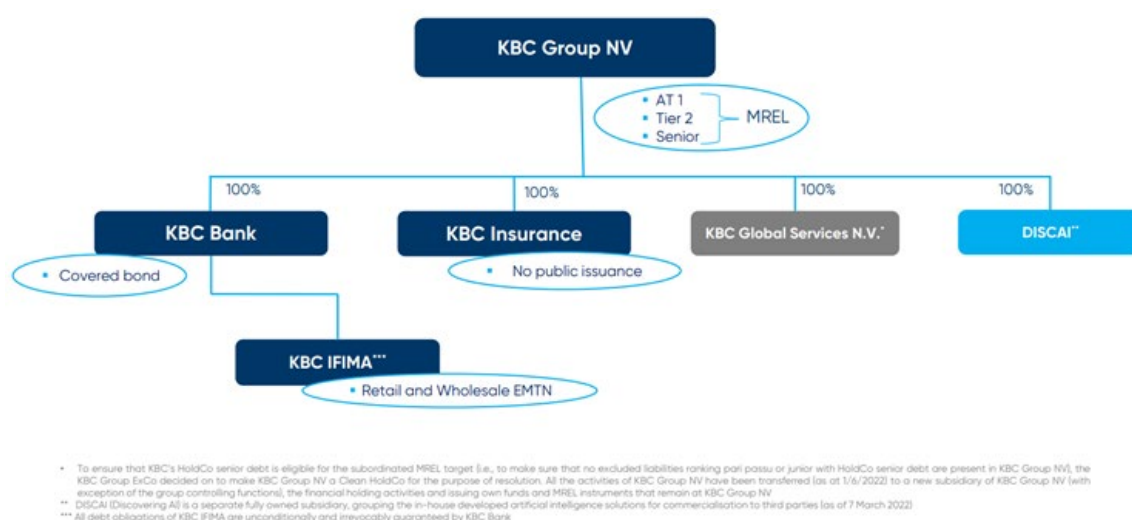 KBC Group NV
▪ AT 1
▪ Tier 2
▪ Senior
MREL
100%
100%
100%
100%
KBC Bank
KBC Insurance
KBC Global Services N.V.*
DISCAI**
▪ Covered bond
▪ No public issuance
KBC IFIMA***
▪ Retail and Wholesale EMTN
* To ensure that KBC's HoldCo senior debt is eligible for the subordinated MREL target (i.e., to make sure that no excluded liabilities ranking pari passu or junior with HoldCo senior debt are present in KBC Group NV), the
KBC Group ExCo decided on to make KBC Group NV a Clean HoldCo for the purpose of resolution. All the activities of KBC Group NV have been transferred (as at 1/6/2022) to a new subsidiary of KBC Group NV (with
exception of the group controlling functions), the financial holding activities and issuing own funds and MREL instruments that remain at KBC Group NV
** DISCAI (Discovering AI) is a separate fully owned subsidiary, grouping the in-house developed artificial intelligence solutions for commercialisation to third parties (as of 7 March 2022)
*** All debt obligations of KBC IFIMA are unconditionally and irrevocably guaranteed by KBC Bank